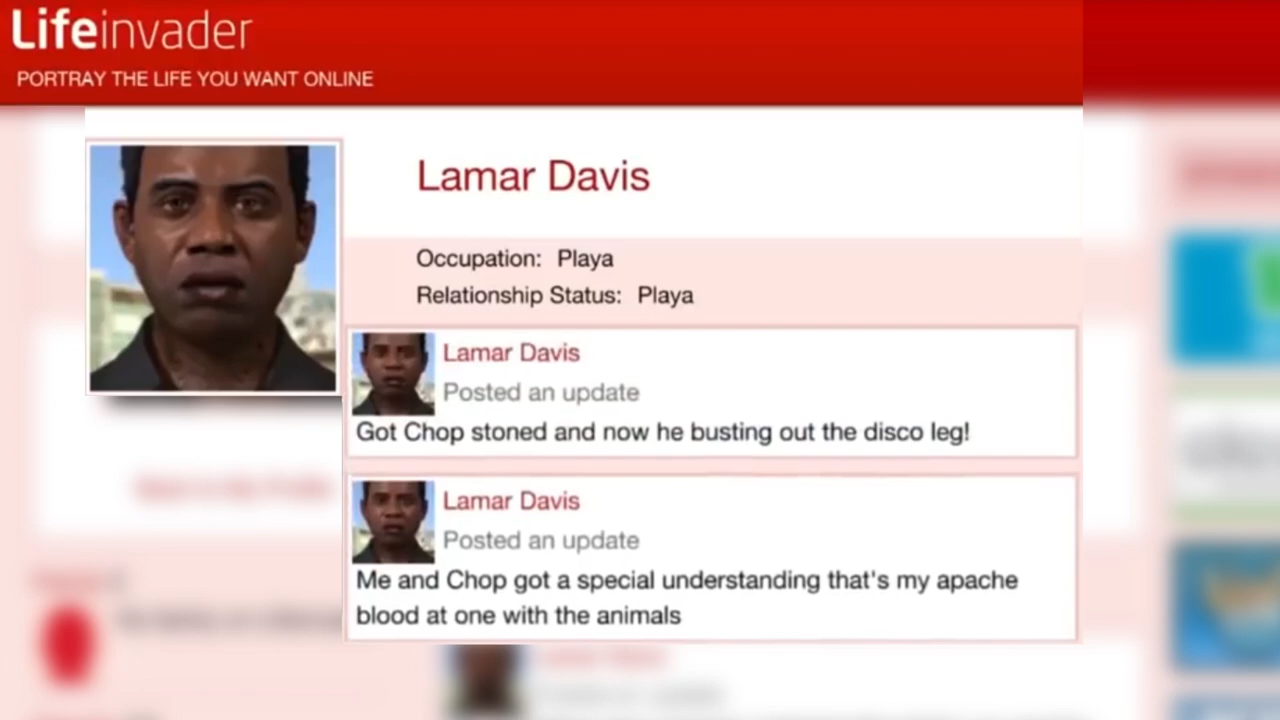 Lifeinvader
PORTRAY THE LIFE YOU WANT ONLINE
Lamar Davis
Occupation: Playa
Relationship Status: Playa
Lamar Davis
Posted an update
Got Chop stoned and now he busting out the disco leg!
Lamar Davis
Posted an update
Me and Chop got a special understanding that's my apache
blood at one with the animals